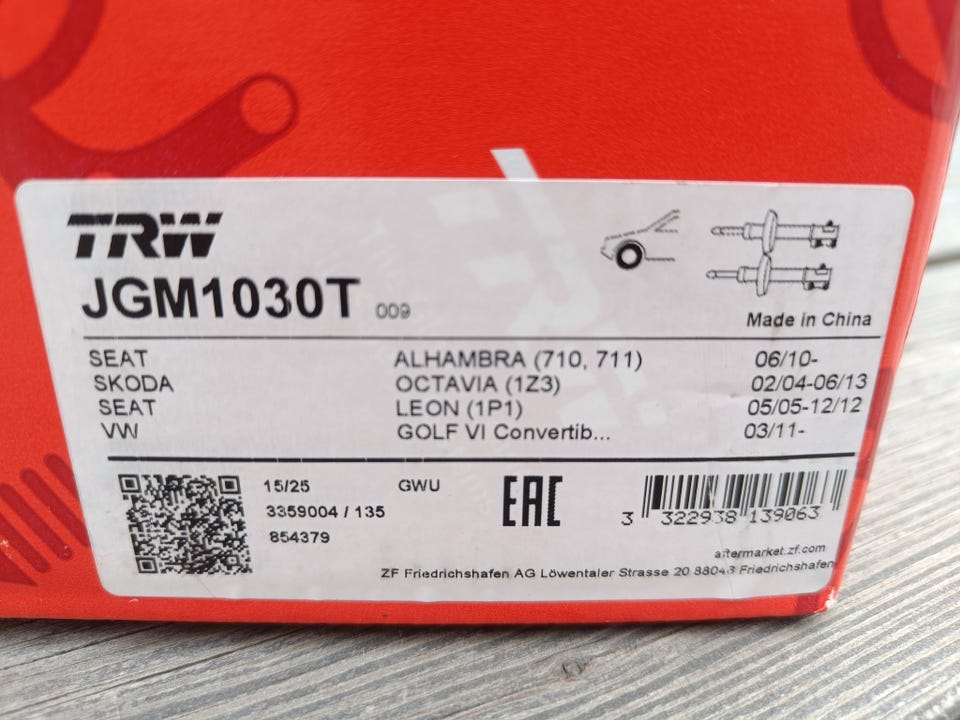 TRW
JGM1030T 009
Made in China
SEAT ALHAMBRA (710, 711) 06/10-
SKODA OCTAVIA (1Z3) 02/04-06/13
SEAT LEON (1P1) 05/05-12/12
VW GOLF VI Convertib... 03/11-
15/25 GWU
3359004 / 135
854379
EAC
3 322938 139063
aftermarket.zf.com
ZF Friedrichshafen AG Löwentaler Strasse 20 88046 Friedrichshafen